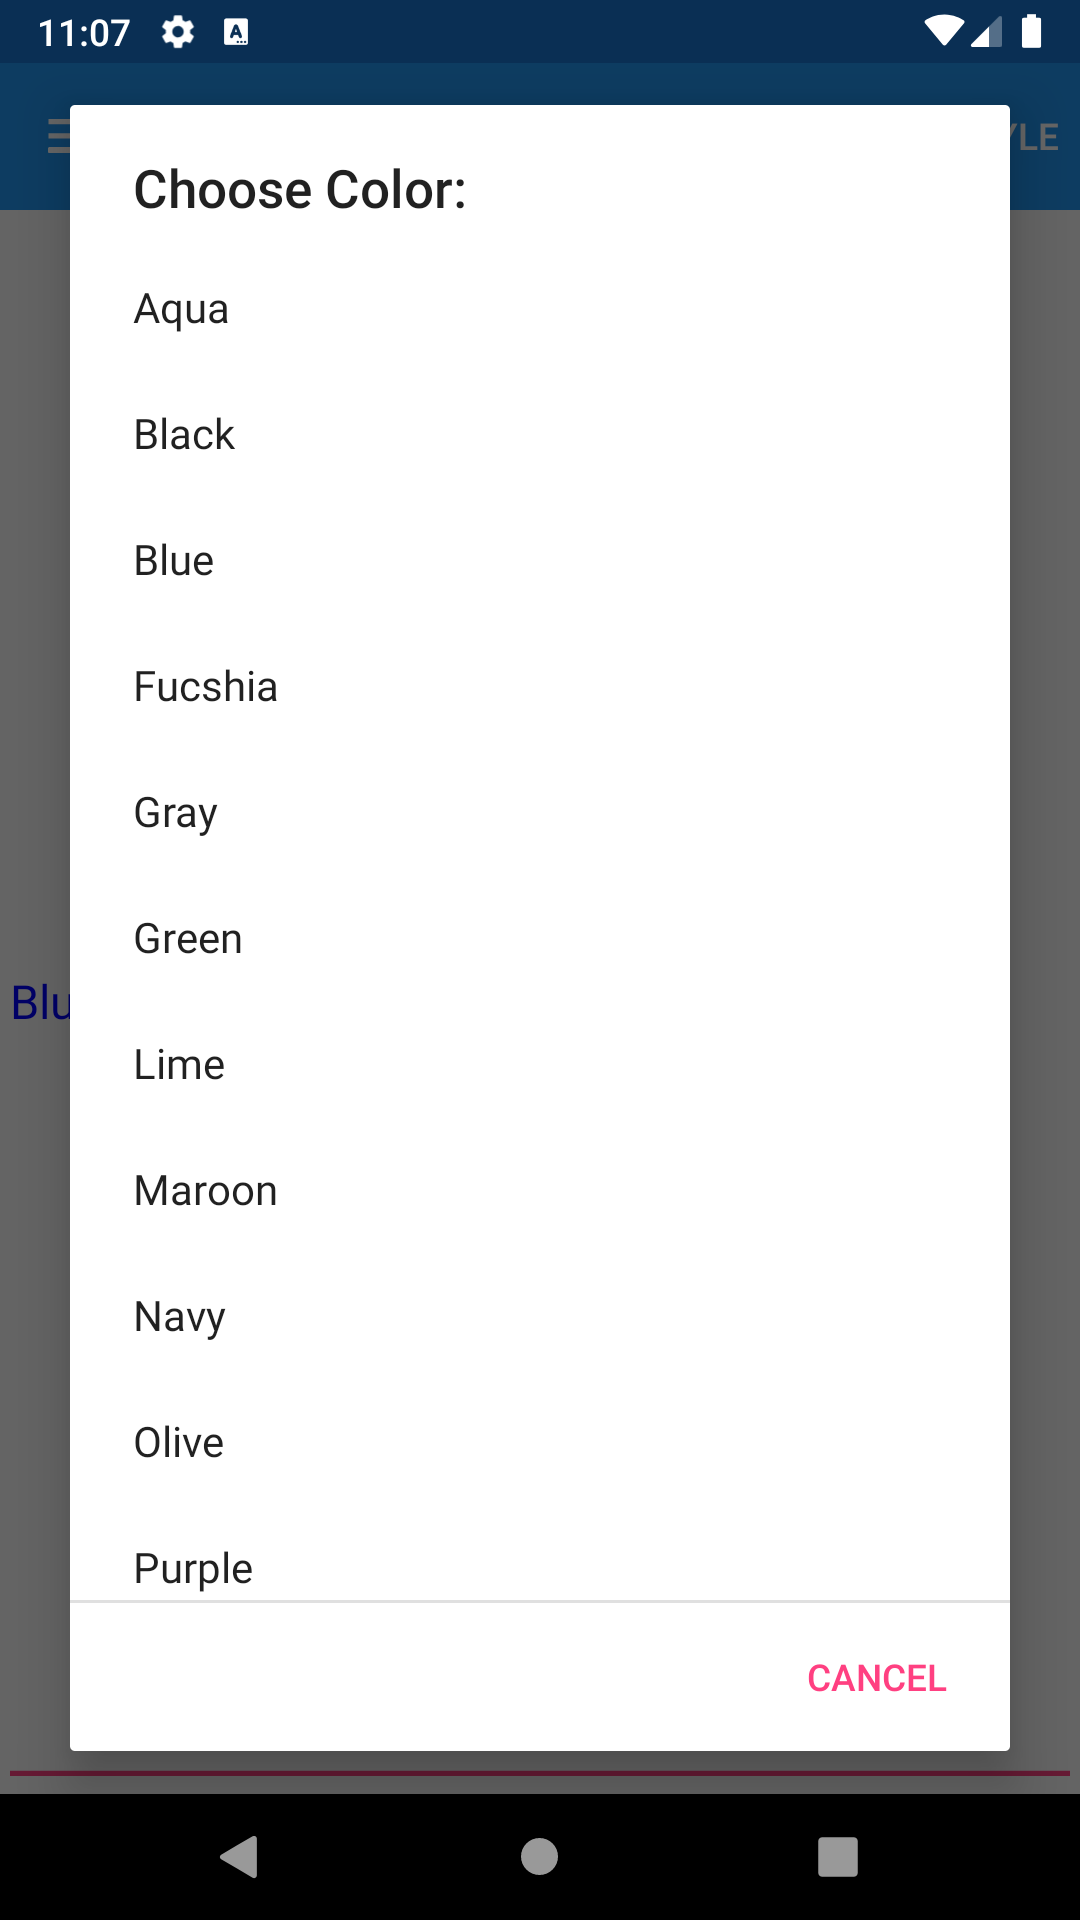 11:07
YLE
Choose Color:
Aqua
Black
Blue
Fucshia
Gray
Green
Blu
Lime
Maroon
Navy
Olive
Purple
CANCEL